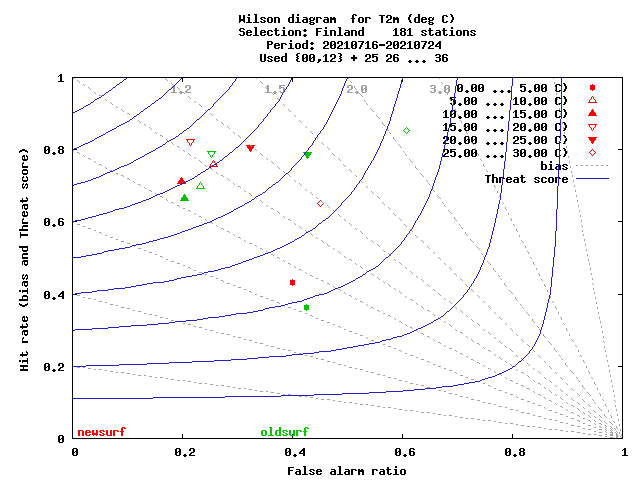 Wilson diagram  for T2m (deg C)
Selection: Finland    181 stations
Period: 20210716-20210724
Used {00,12} + 25 26 ... 36
1.2 1.5 2.0 3.0
0.00 ... 5.00 C)
5.00 ... 10.00 C)
10.00 ... 15.00 C)
15.00 ... 20.00 C)
20.00 ... 25.00 C)
25.00 ... 30.00 C)
bias
Threat score
Hit rate (bias and Threat score)
1
0.8
0.6
0.4
0.2
0
newsurf
oldsurf
0 0.2 0.4 0.6 0.8 1
False alarm ratio